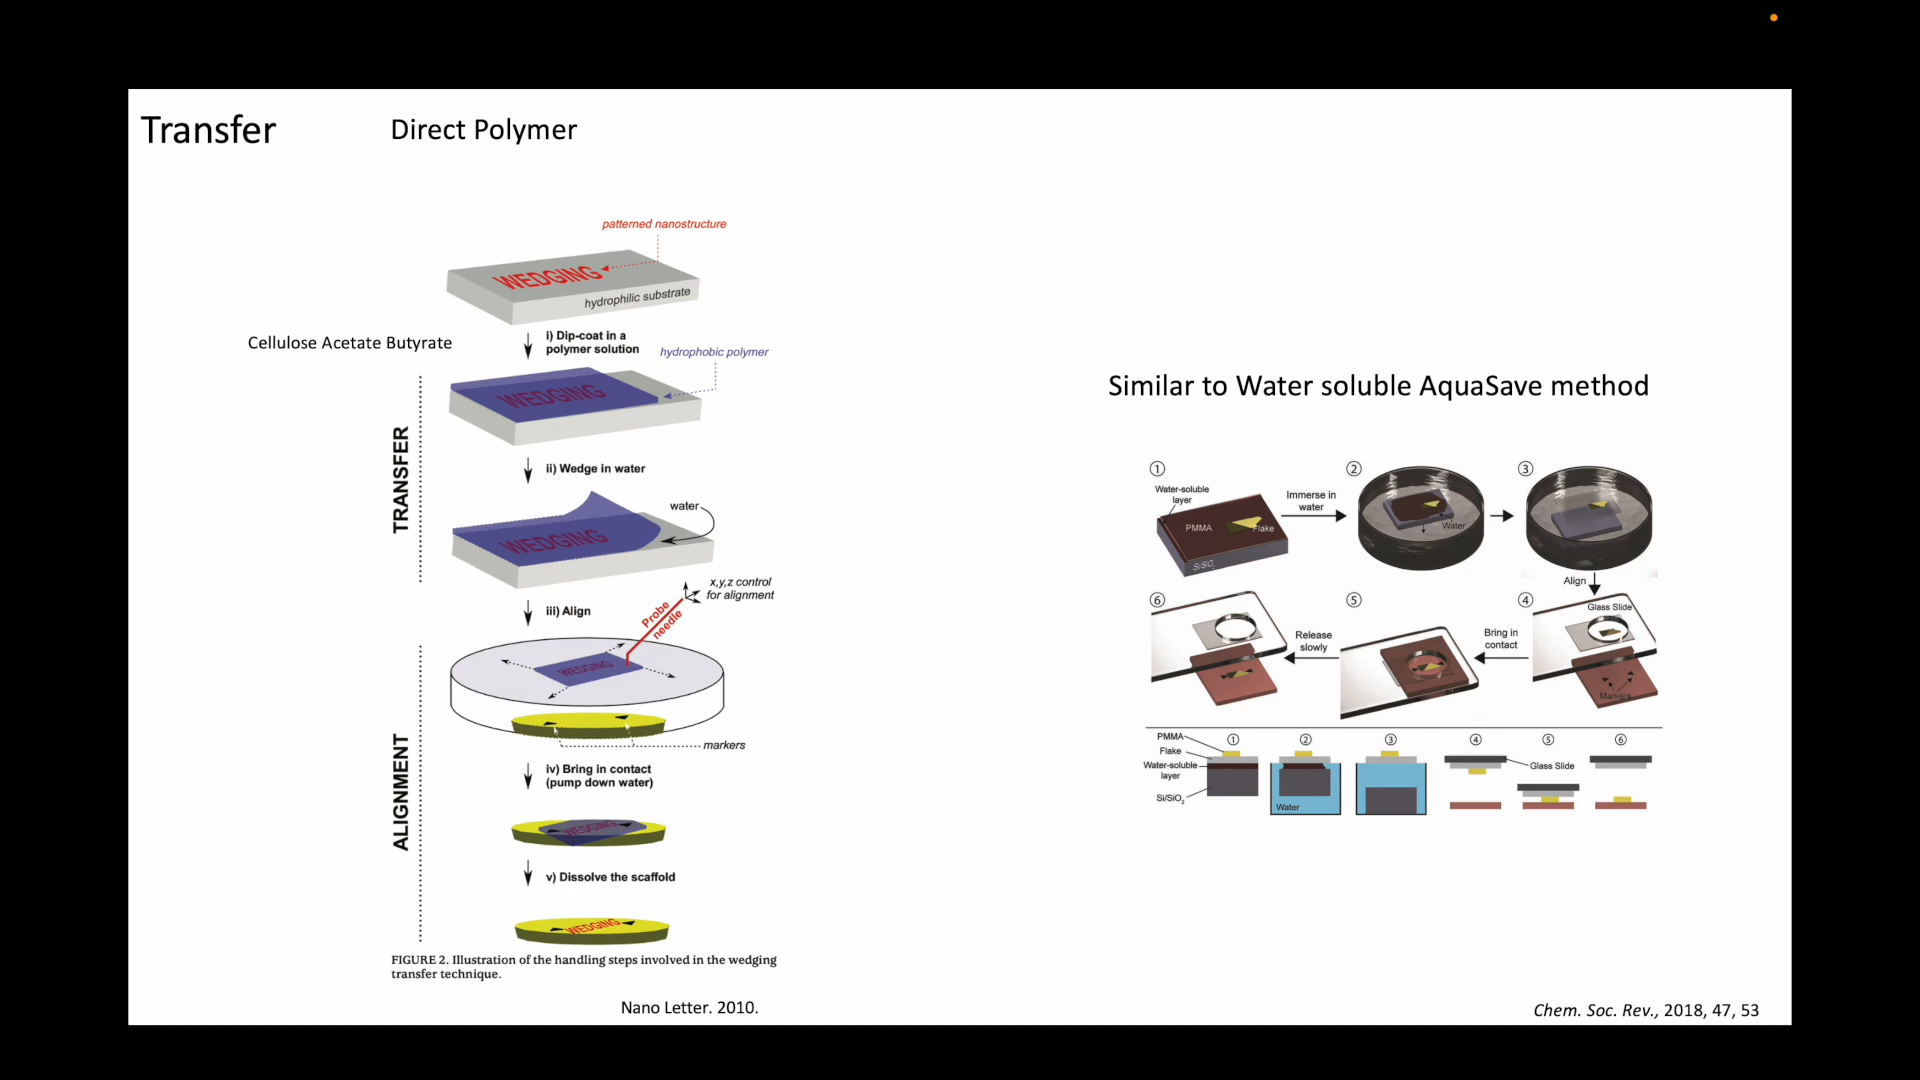 Transfer
Direct Polymer
patterned nanostructure
WEDGING
hydrophilic substrate
Cellulose Acetate Butyrate
i) Dip-coat in a
polymer solution
hydrophobic polymer
WEDGING
TRANSFER
ii) Wedge in water
water
WEDGING
x,y,z control
for alignment
iii) Align
Probe
needle
WEDGING
markers
ALIGNMENT
iv) Bring in contact
(pump down water)
WEDGING
v) Dissolve the scaffold
WEDGING
FIGURE 2. Illustration of the handling steps involved in the wedging
transfer technique.
Nano Letter. 2010.
Similar to Water soluble AquaSave method
① ② ③
Water-soluble
layer
PMMA
Flake
Si/SiO₂
Immerse in
water
Water
Align
⑥ ⑤ ④
Glass Slide
Release
slowly
Bring in
contact
Markers
① ② ③ ④ ⑤ ⑥
PMMA
Flake
Water-soluble
layer
Si/SiO₂
Water
Glass Slide
Chem. Soc. Rev., 2018, 47, 53